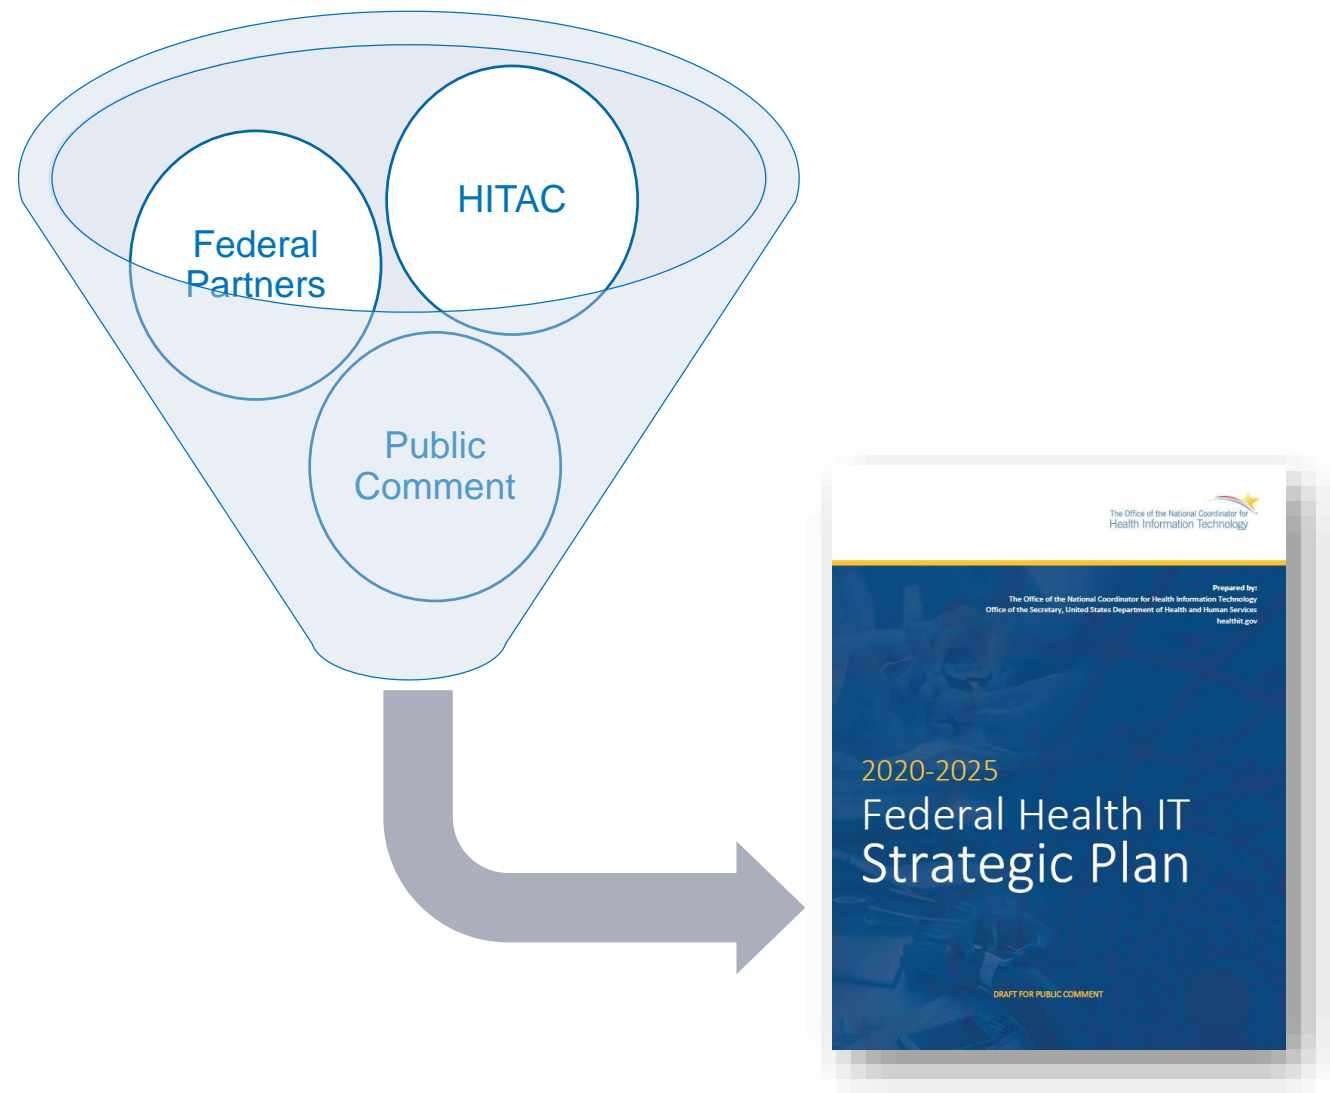 HITAC
Federal
Partners
Public
Comment
The Office of the National Coordinator for
Health Information Technology
Prepared by:
The Office of the National Coordinator for Health Information Technology
Office of the Secretary, United States Department of Health and Human Services
healthit.gov
2020-2025
Federal Health IT
Strategic Plan
DRAFT FOR PUBLIC COMMENT